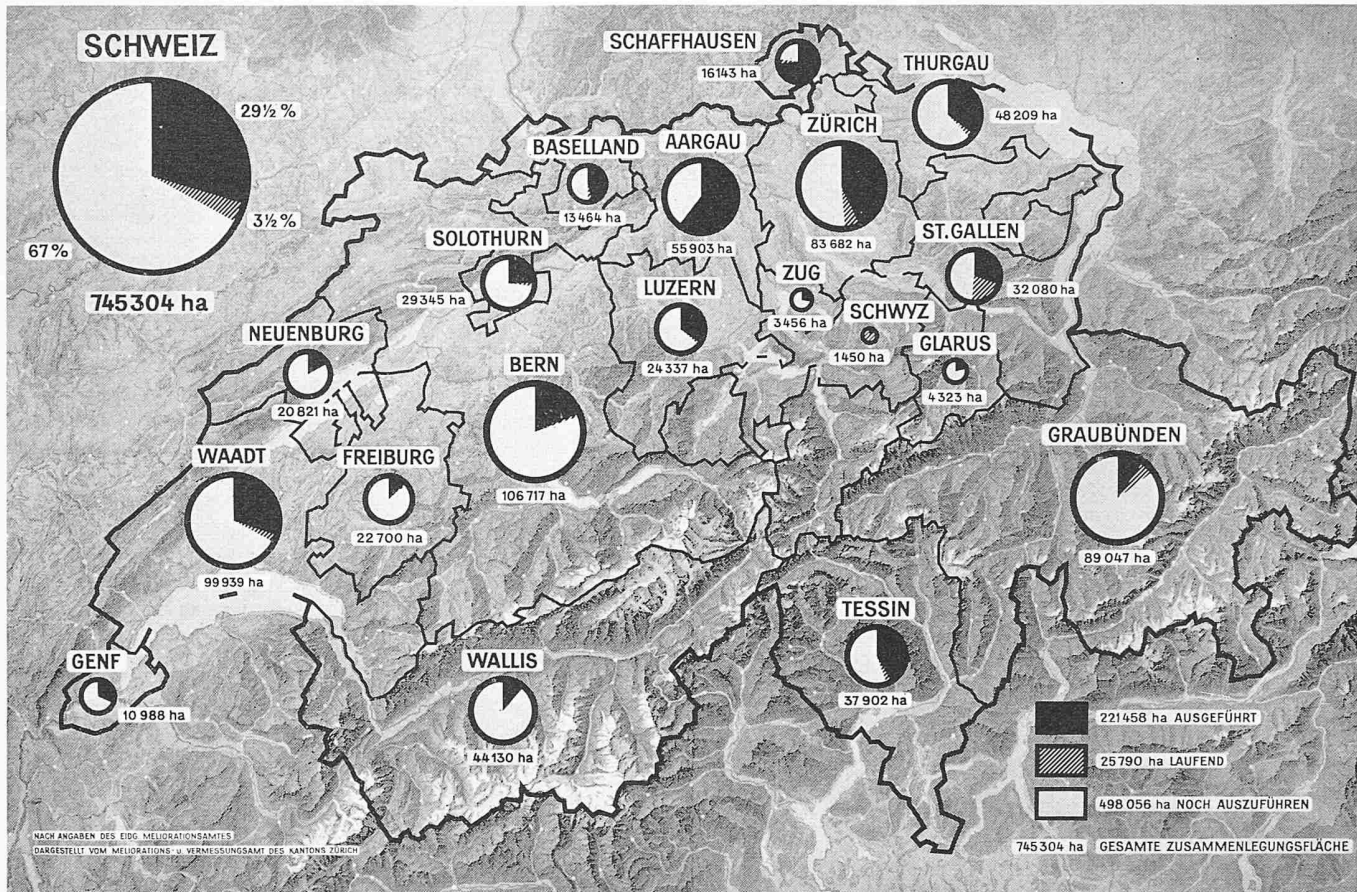 SCHWEIZ
29½ %
3½ %
67%
745304 ha
SCHAFFHAUSEN
16143 ha
THURGAU
48209 ha
ZÜRICH
83682 ha
AARGAU
55903 ha
BASELLAND
13464 ha
SOLOTHURN
29345 ha
LUZERN
24337 ha
ZUG
3456 ha
SCHWYZ
1450 ha
ST.GALLEN
32080 ha
GLARUS
4323 ha
NEUENBURG
20821 ha
BERN
106717 ha
GRAUBÜNDEN
89047 ha
WAADT
99939 ha
FREIBURG
22700 ha
TESSIN
37902 ha
GENF
10988 ha
WALLIS
44130 ha
221458 ha AUSGEFÜHRT
25790 ha LAUFEND
498056 ha NOCH AUSZUFÜHREN
745304 ha GESAMTE ZUSAMMENLEGUNGSFLÄCHE
NACH ANGABEN DES EIDG. MELIORATIONSAMTES
DARGESTELLT VOM MELIORATIONS- U. VERMESSUNGSAMT DES KANTONS ZÜRICH